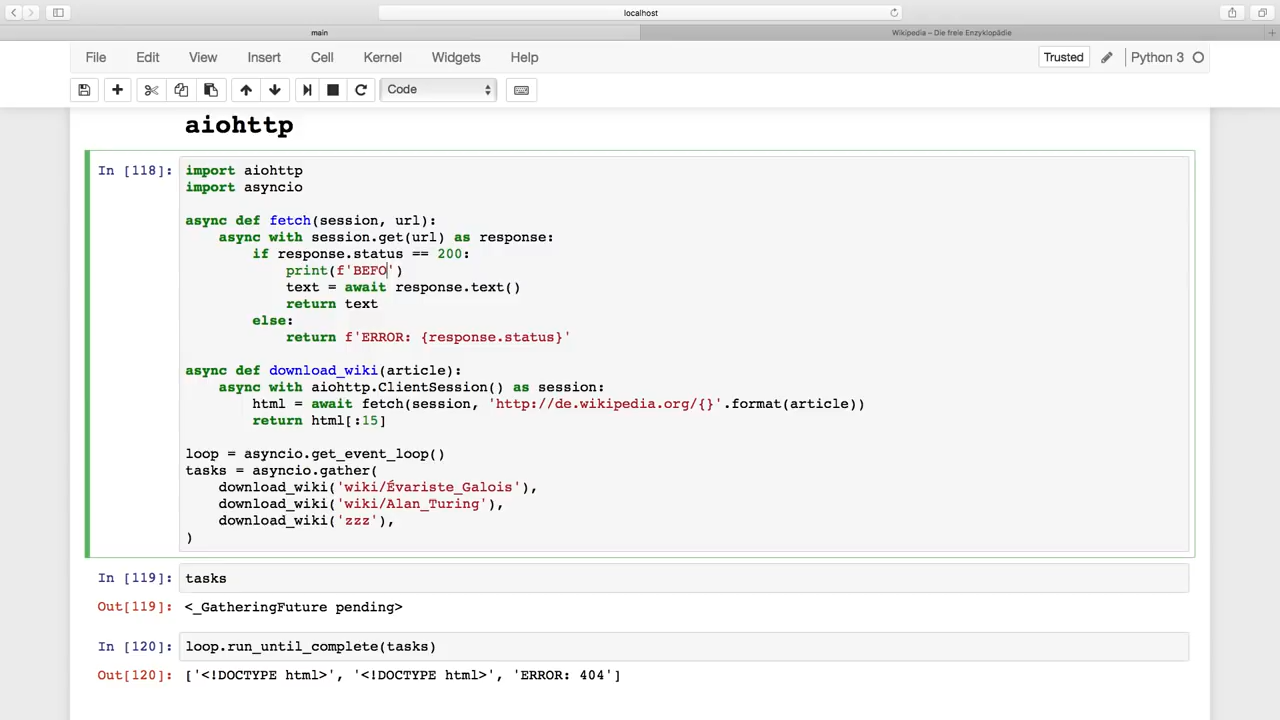 localhost
main
Wikipedia – Die freie Enzyklopädie
File Edit View Insert Cell Kernel Widgets Help
Trusted
Python 3
Code
aiohttp
In [118]:
import aiohttp
import asyncio
async def fetch(session, url):
    async with session.get(url) as response:
        if response.status == 200:
            print(f'BEFO')
            text = await response.text()
            return text
        else:
            return f'ERROR: {response.status}'
async def download_wiki(article):
    async with aiohttp.ClientSession() as session:
        html = await fetch(session, 'http://de.wikipedia.org/{}'.format(article))
        return html[:15]
loop = asyncio.get_event_loop()
tasks = asyncio.gather(
    download_wiki('wiki/Évariste_Galois'),
    download_wiki('wiki/Alan_Turing'),
    download_wiki('zzz'),
)
In [119]: tasks
Out[119]: <_GatheringFuture pending>
In [120]: loop.run_until_complete(tasks)
Out[120]: ['<!DOCTYPE html>', '<!DOCTYPE html>', 'ERROR: 404']